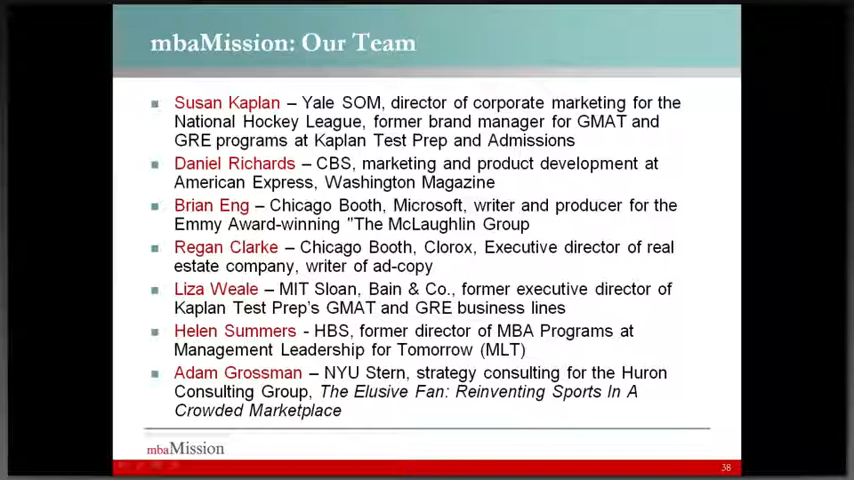 mbaMission: Our Team
Susan Kaplan – Yale SOM, director of corporate marketing for the
National Hockey League, former brand manager for GMAT and
GRE programs at Kaplan Test Prep and Admissions
Daniel Richards – CBS, marketing and product development at
American Express, Washington Magazine
Brian Eng – Chicago Booth, Microsoft, writer and producer for the
Emmy Award-winning "The McLaughlin Group
Regan Clarke – Chicago Booth, Clorox, Executive director of real
estate company, writer of ad-copy
Liza Weale – MIT Sloan, Bain & Co., former executive director of
Kaplan Test Prep's GMAT and GRE business lines
Helen Summers - HBS, former director of MBA Programs at
Management Leadership for Tomorrow (MLT)
Adam Grossman – NYU Stern, strategy consulting for the Huron
Consulting Group, The Elusive Fan: Reinventing Sports In A
Crowded Marketplace
mbaMission
38